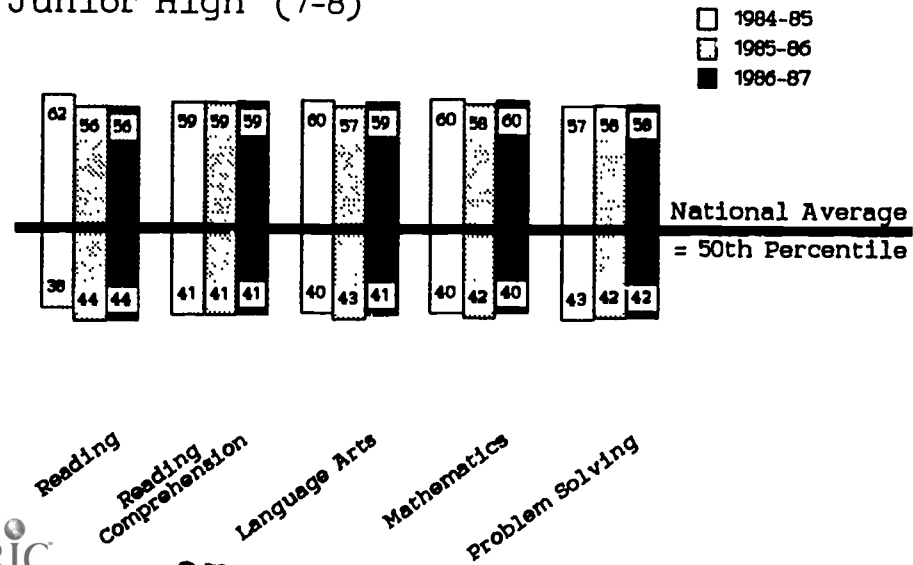 Junior High (7-8)
1984-85
1985-86
1986-87
62 56 56 59 59 59 60 57 59 60 58 60 57 58 58
National Average
= 50th Percentile
38 44 44 41 41 41 40 43 41 40 42 40 43 42 42
Reading
Reading
Comprehension
Language Arts
Mathematics
Problem Solving
RIC